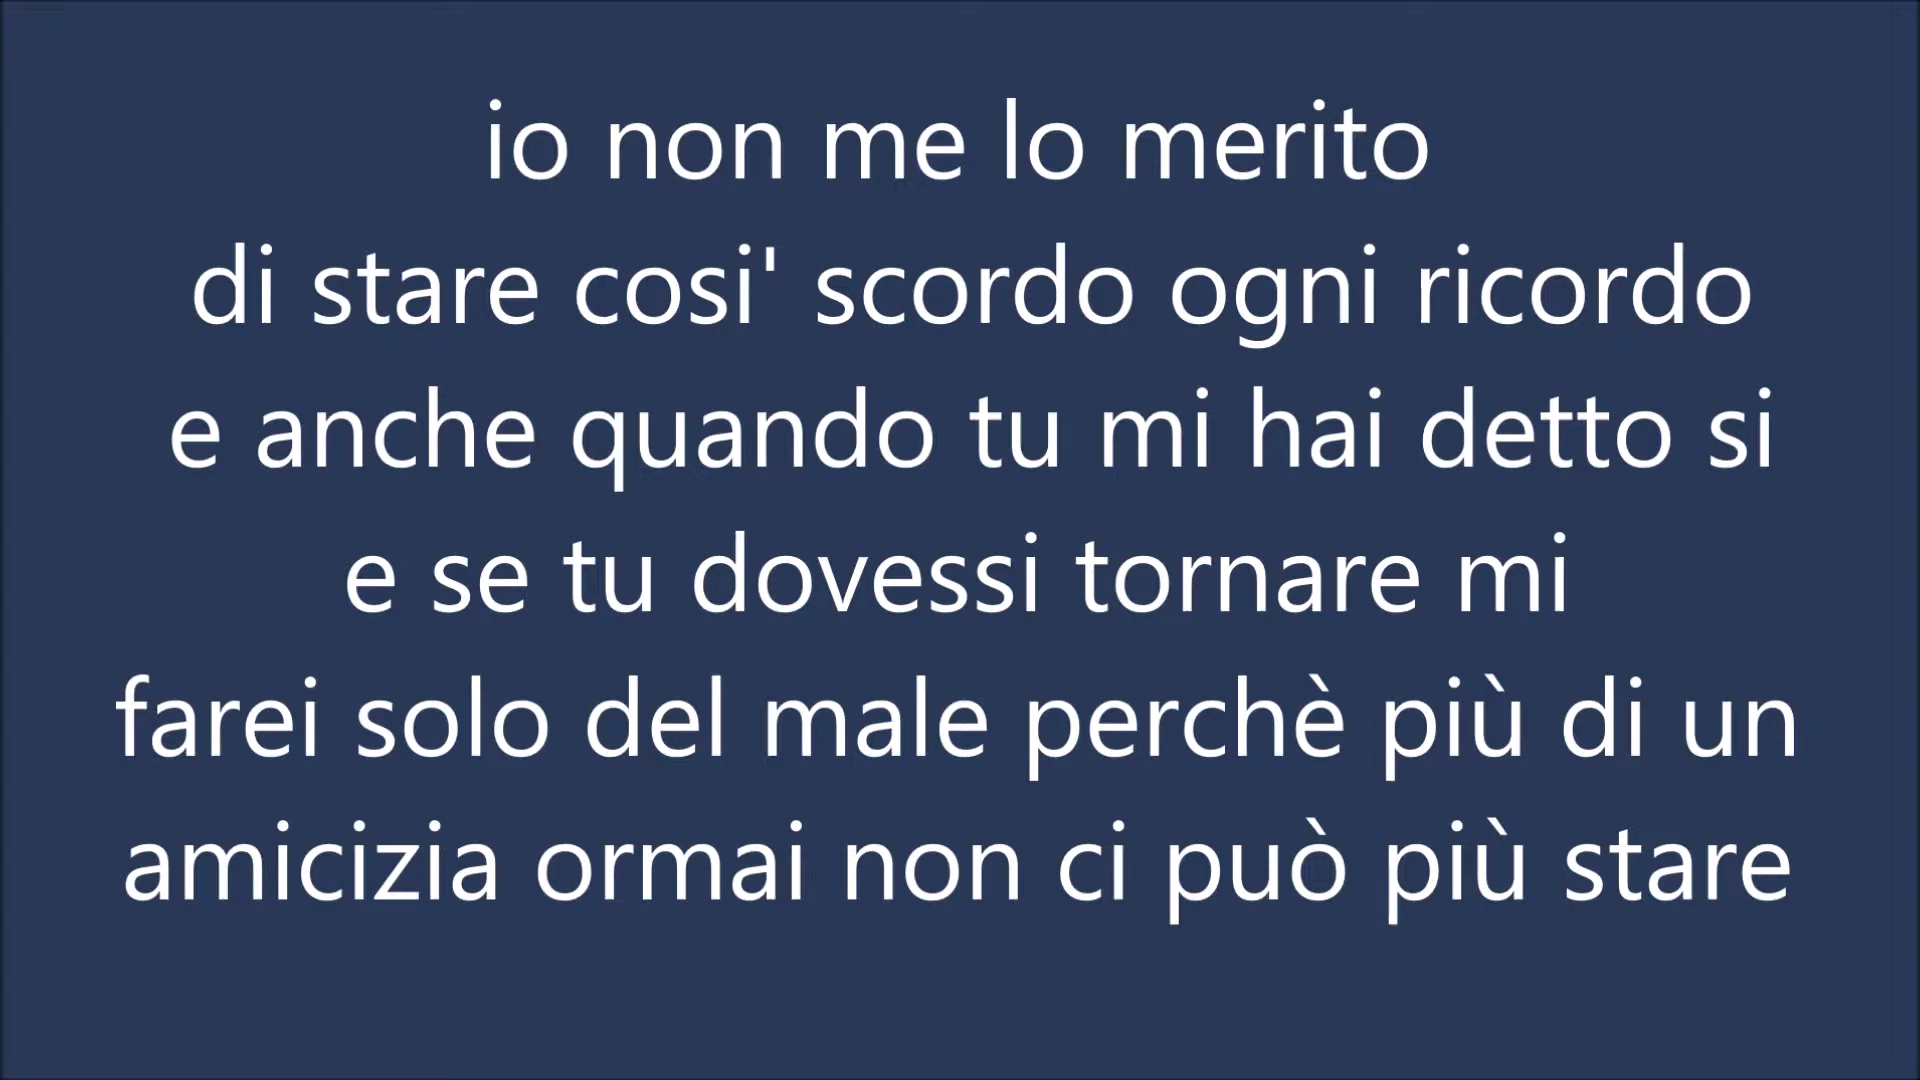 io non me lo merito
di stare cosi' scordo ogni ricordo
e anche quando tu mi hai detto si
e se tu dovessi tornare mi
farei solo del male perchè più di un
amicizia ormai non ci può più stare